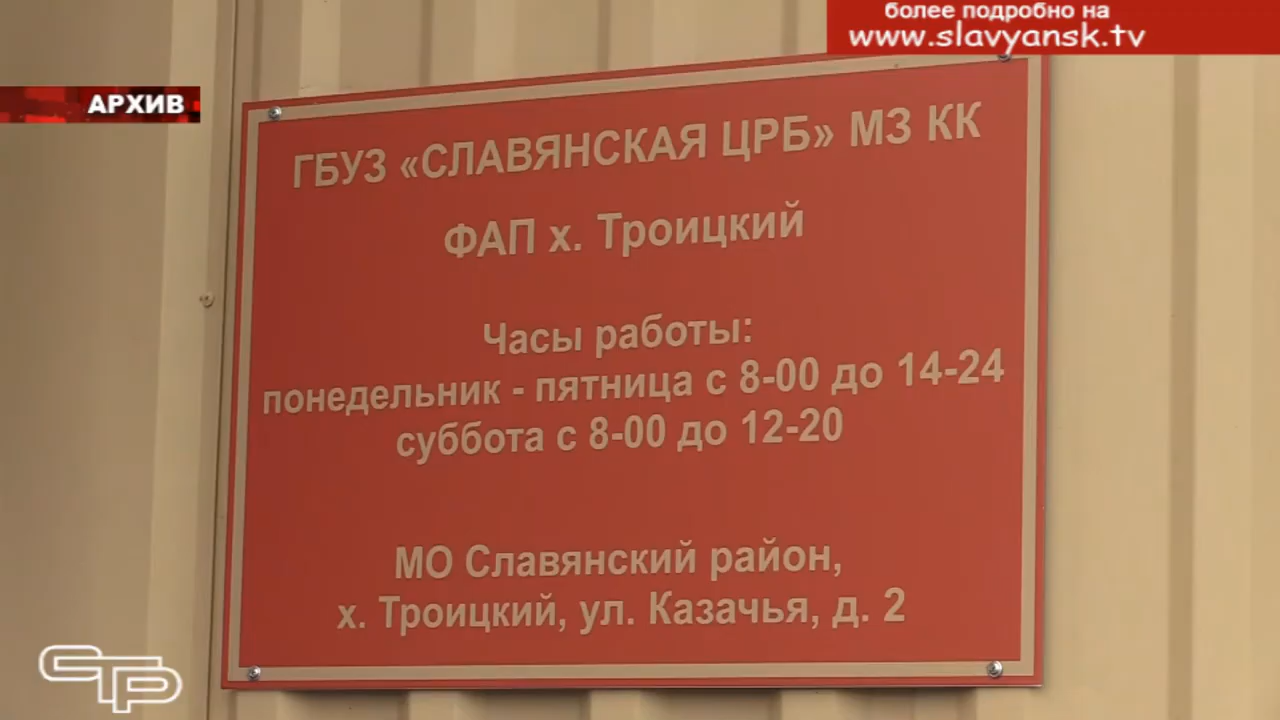 более подробно на
www.slavyansk.tv
АРХИВ
ГБУЗ «СЛАВЯНСКАЯ ЦРБ» МЗ КК
ФАП х. Троицкий
Часы работы:
понедельник - пятница с 8-00 до 14-24
суббота с 8-00 до 12-20
МО Славянский район,
х. Троицкий, ул. Казачья, д. 2
СТР